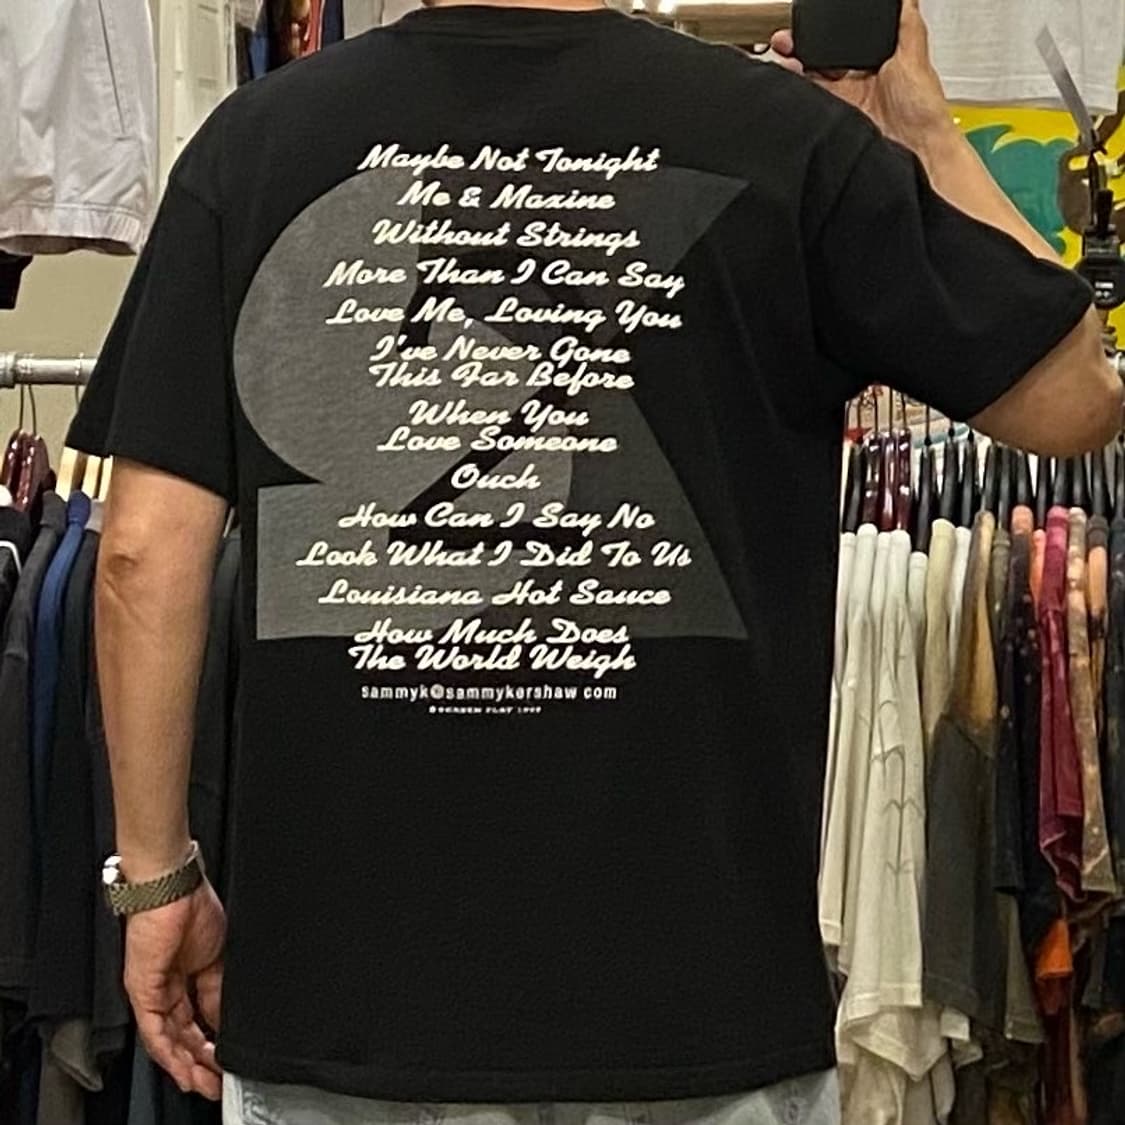 Maybe Not Tonight
Me & Maxine
Without Strings
More Than I Can Say
Love Me, Loving You
I've Never Gone
This Far Before
When You
Love Someone
Ouch
How Can I Say No
Look What I Did To Us
Louisiana Hot Sauce
How Much Does
The World Weigh
sammyk@sammykershaw.com